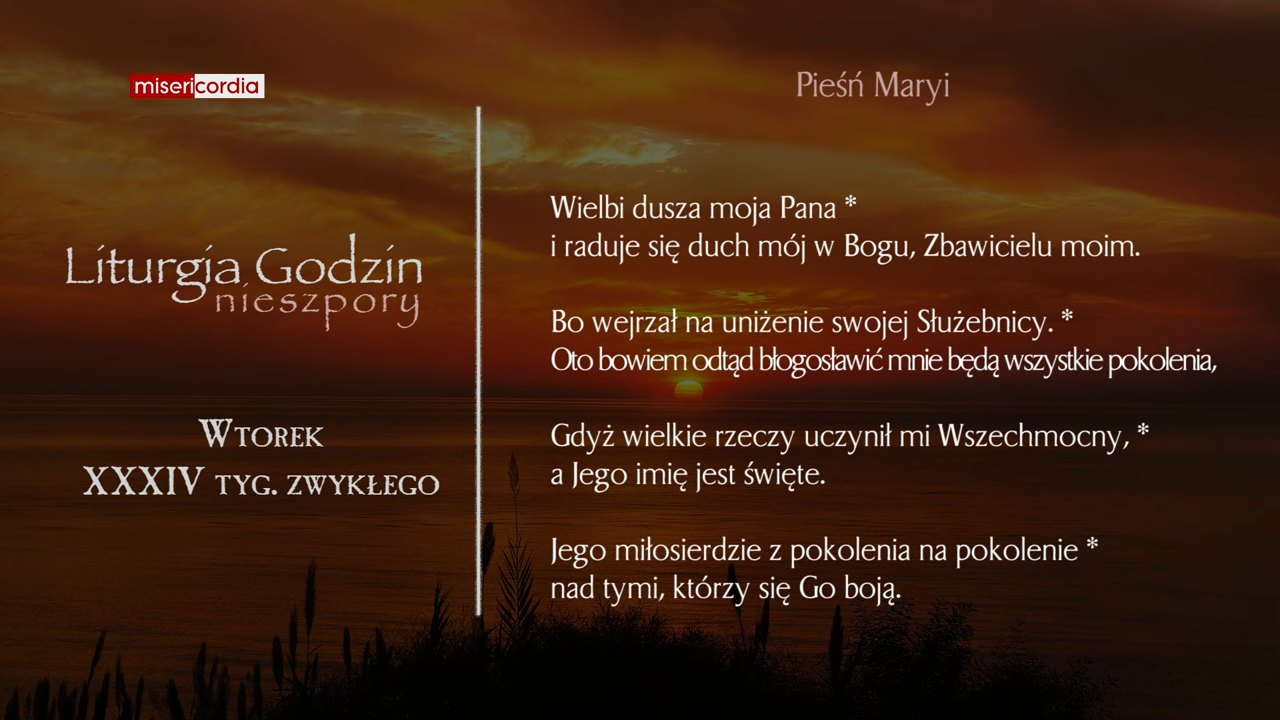 misericordia
Liturgia Godzin
nieszpory
Wtorek
XXXIV tyg. zwykłego
Pieśń Maryi
Wielbi dusza moja Pana *
i raduje się duch mój w Bogu, Zbawicielu moim.
Bo wejrzał na uniżenie swojej Służebnicy. *
Oto bowiem odtąd błogosławić mnie będą wszystkie pokolenia,
Gdyż wielkie rzeczy uczynił mi Wszechmocny, *
a Jego imię jest święte.
Jego miłosierdzie z pokolenia na pokolenie *
nad tymi, którzy się Go boją.